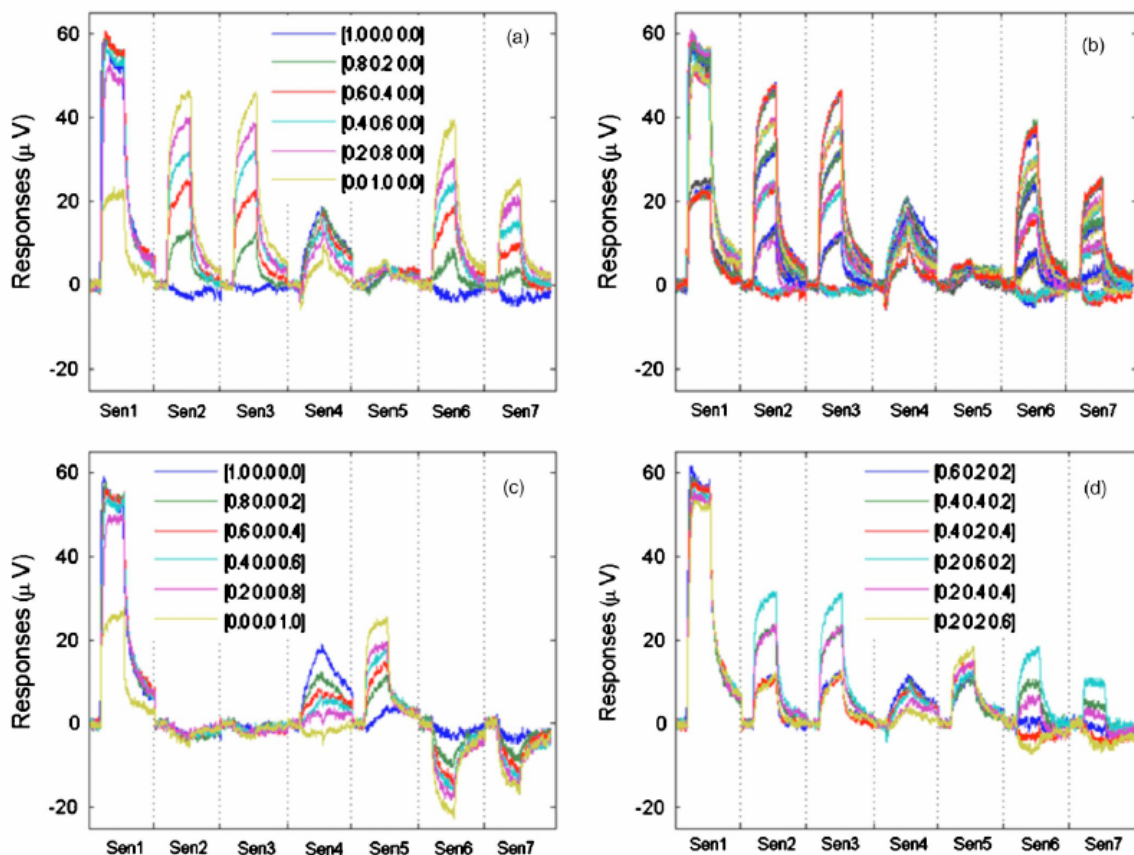 Responses (μ V)
60
40
20
0
-20
[1.0 0.0 0.0]
[0.8 0.2 0.0]
[0.6 0.4 0.0]
[0.4 0.6 0.0]
[0.2 0.8 0.0]
[0.0 1.0 0.0]
(a)
Sen1 Sen2 Sen3 Sen4 Sen5 Sen6 Sen7
Responses (μ V)
60
40
20
0
-20
(b)
Sen1 Sen2 Sen3 Sen4 Sen5 Sen6 Sen7
Responses (μ V)
60
40
20
0
-20
[1.0 0.0 0.0]
[0.8 0.0 0.2]
[0.6 0.0 0.4]
[0.4 0.0 0.6]
[0.2 0.0 0.8]
[0.0 0.0 1.0]
(c)
Sen1 Sen2 Sen3 Sen4 Sen5 Sen6 Sen7
Responses (μ V)
60
40
20
0
-20
[0.6 0.2 0.2]
[0.4 0.4 0.2]
[0.4 0.2 0.4]
[0.2 0.6 0.2]
[0.2 0.4 0.4]
[0.2 0.2 0.6]
(d)
Sen1 Sen2 Sen3 Sen4 Sen5 Sen6 Sen7